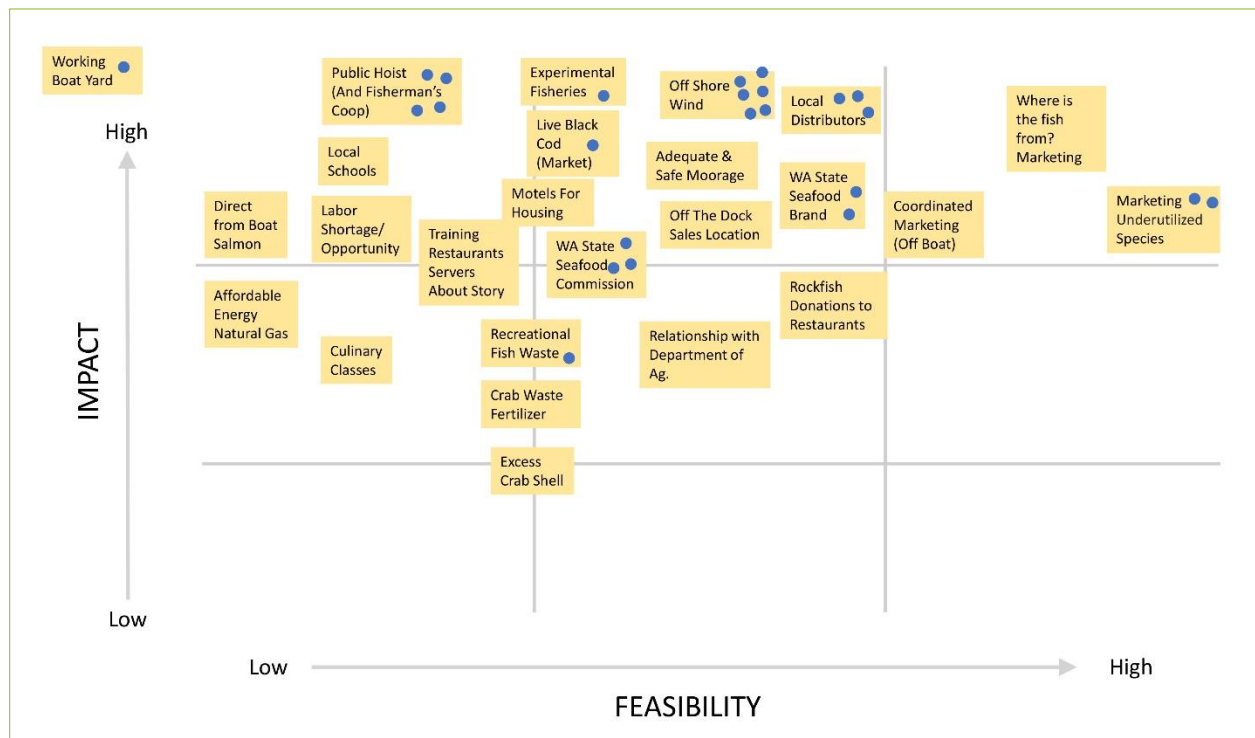 Working
Boat Yard
Public Hoist
(And Fisherman's
Coop)
Experimental
Fisheries
Off Shore
Wind
Local
Distributors
Where is
the fish
from?
Marketing
High
Live Black
Cod
(Market)
Local
Schools
Adequate &
Safe Moorage
WA State
Seafood
Brand
Motels For
Housing
Direct
from Boat
Salmon
Labor
Shortage/
Opportunity
Training
Restaurants
Servers
About Story
WA State
Seafood
Commission
Off The Dock
Sales Location
Coordinated
Marketing
(Off Boat)
Marketing
Underutilized
Species
Affordable
Energy
Natural Gas
Culinary
Classes
Recreational
Fish Waste
Relationship with
Department of
Ag.
Rockfish
Donations to
Restaurants
Crab Waste
Fertilizer
Excess
Crab Shell
IMPACT
Low
Low
High
FEASIBILITY